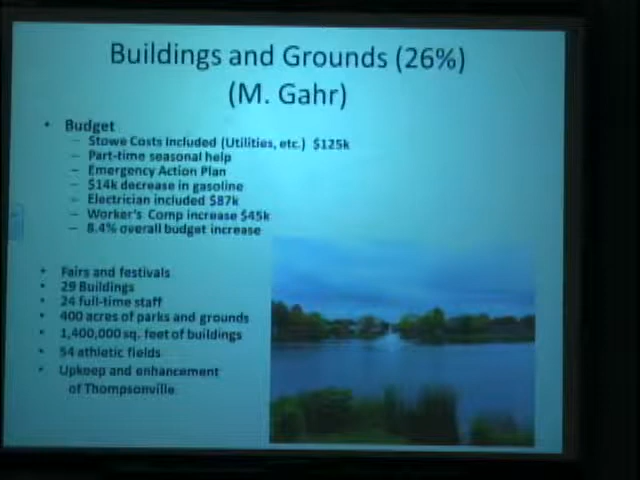 Buildings and Grounds (26%)
(M. Gahr)
• Budget
– Stowe Costs Included (Utilities, etc.) $125k
– Part-time seasonal help
– Emergency Action Plan
– $14k decrease in gasoline
– Electrician included $87k
– Worker's Comp increase $45k
– 8.4% overall budget increase
• Fairs and festivals
• 29 Buildings
• 24 full-time staff
• 400 acres of parks and grounds
• 1,400,000 sq. feet of buildings
• 54 athletic fields
• Upkeep and enhancement
of Thompsonville